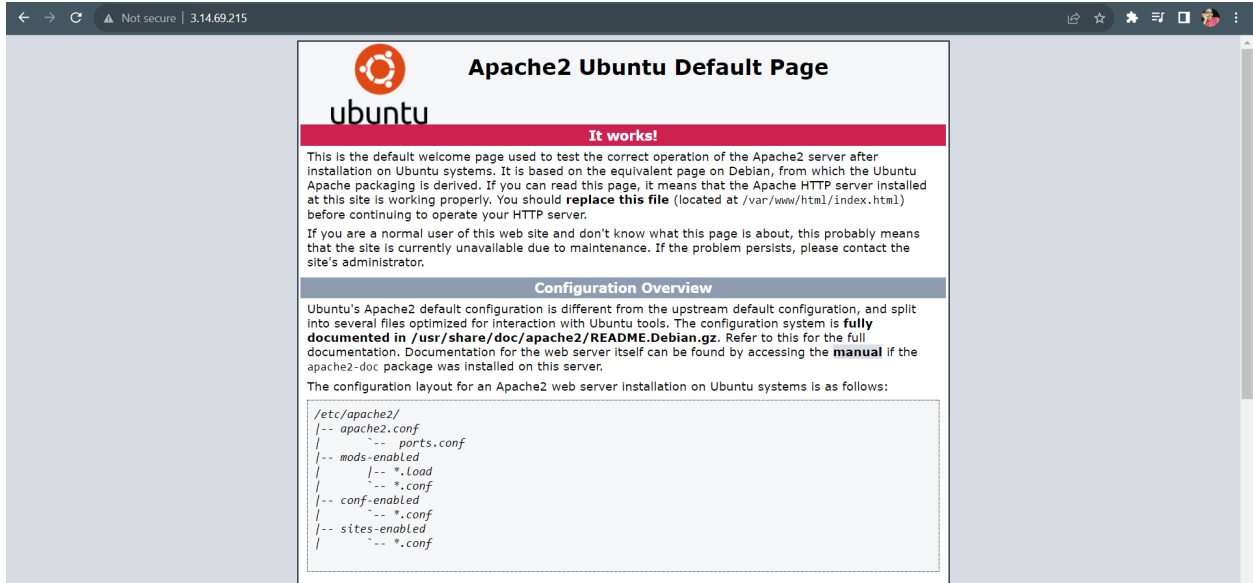 Not secure | 3.14.69.215
Apache2 Ubuntu Default Page
ubuntu
It works!
This is the default welcome page used to test the correct operation of the Apache2 server after
installation on Ubuntu systems. It is based on the equivalent page on Debian, from which the Ubuntu
Apache packaging is derived. If you can read this page, it means that the Apache HTTP server installed
at this site is working properly. You should replace this file (located at /var/www/html/index.html)
before continuing to operate your HTTP server.
If you are a normal user of this web site and don't know what this page is about, this probably means
that the site is currently unavailable due to maintenance. If the problem persists, please contact the
site's administrator.
Configuration Overview
Ubuntu's Apache2 default configuration is different from the upstream default configuration, and split
into several files optimized for interaction with Ubuntu tools. The configuration system is fully
documented in /usr/share/doc/apache2/README.Debian.gz. Refer to this for the full
documentation. Documentation for the web server itself can be found by accessing the manual if the
apache2-doc package was installed on this server.
The configuration layout for an Apache2 web server installation on Ubuntu systems is as follows:
/etc/apache2/
|-- apache2.conf
|       `--  ports.conf
|-- mods-enabled
|       |-- *.load
|       `-- *.conf
|-- conf-enabled
|       `-- *.conf
|-- sites-enabled
|       `-- *.conf